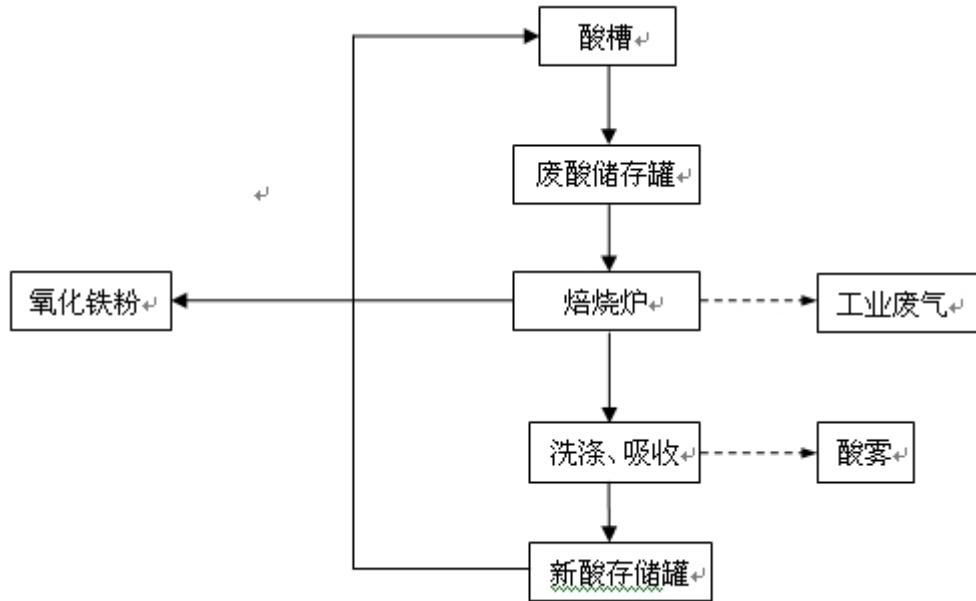 酸槽
废酸储存罐
氧化铁粉
焙烧炉
工业废气
洗涤、吸收
酸雾
新酸存储罐